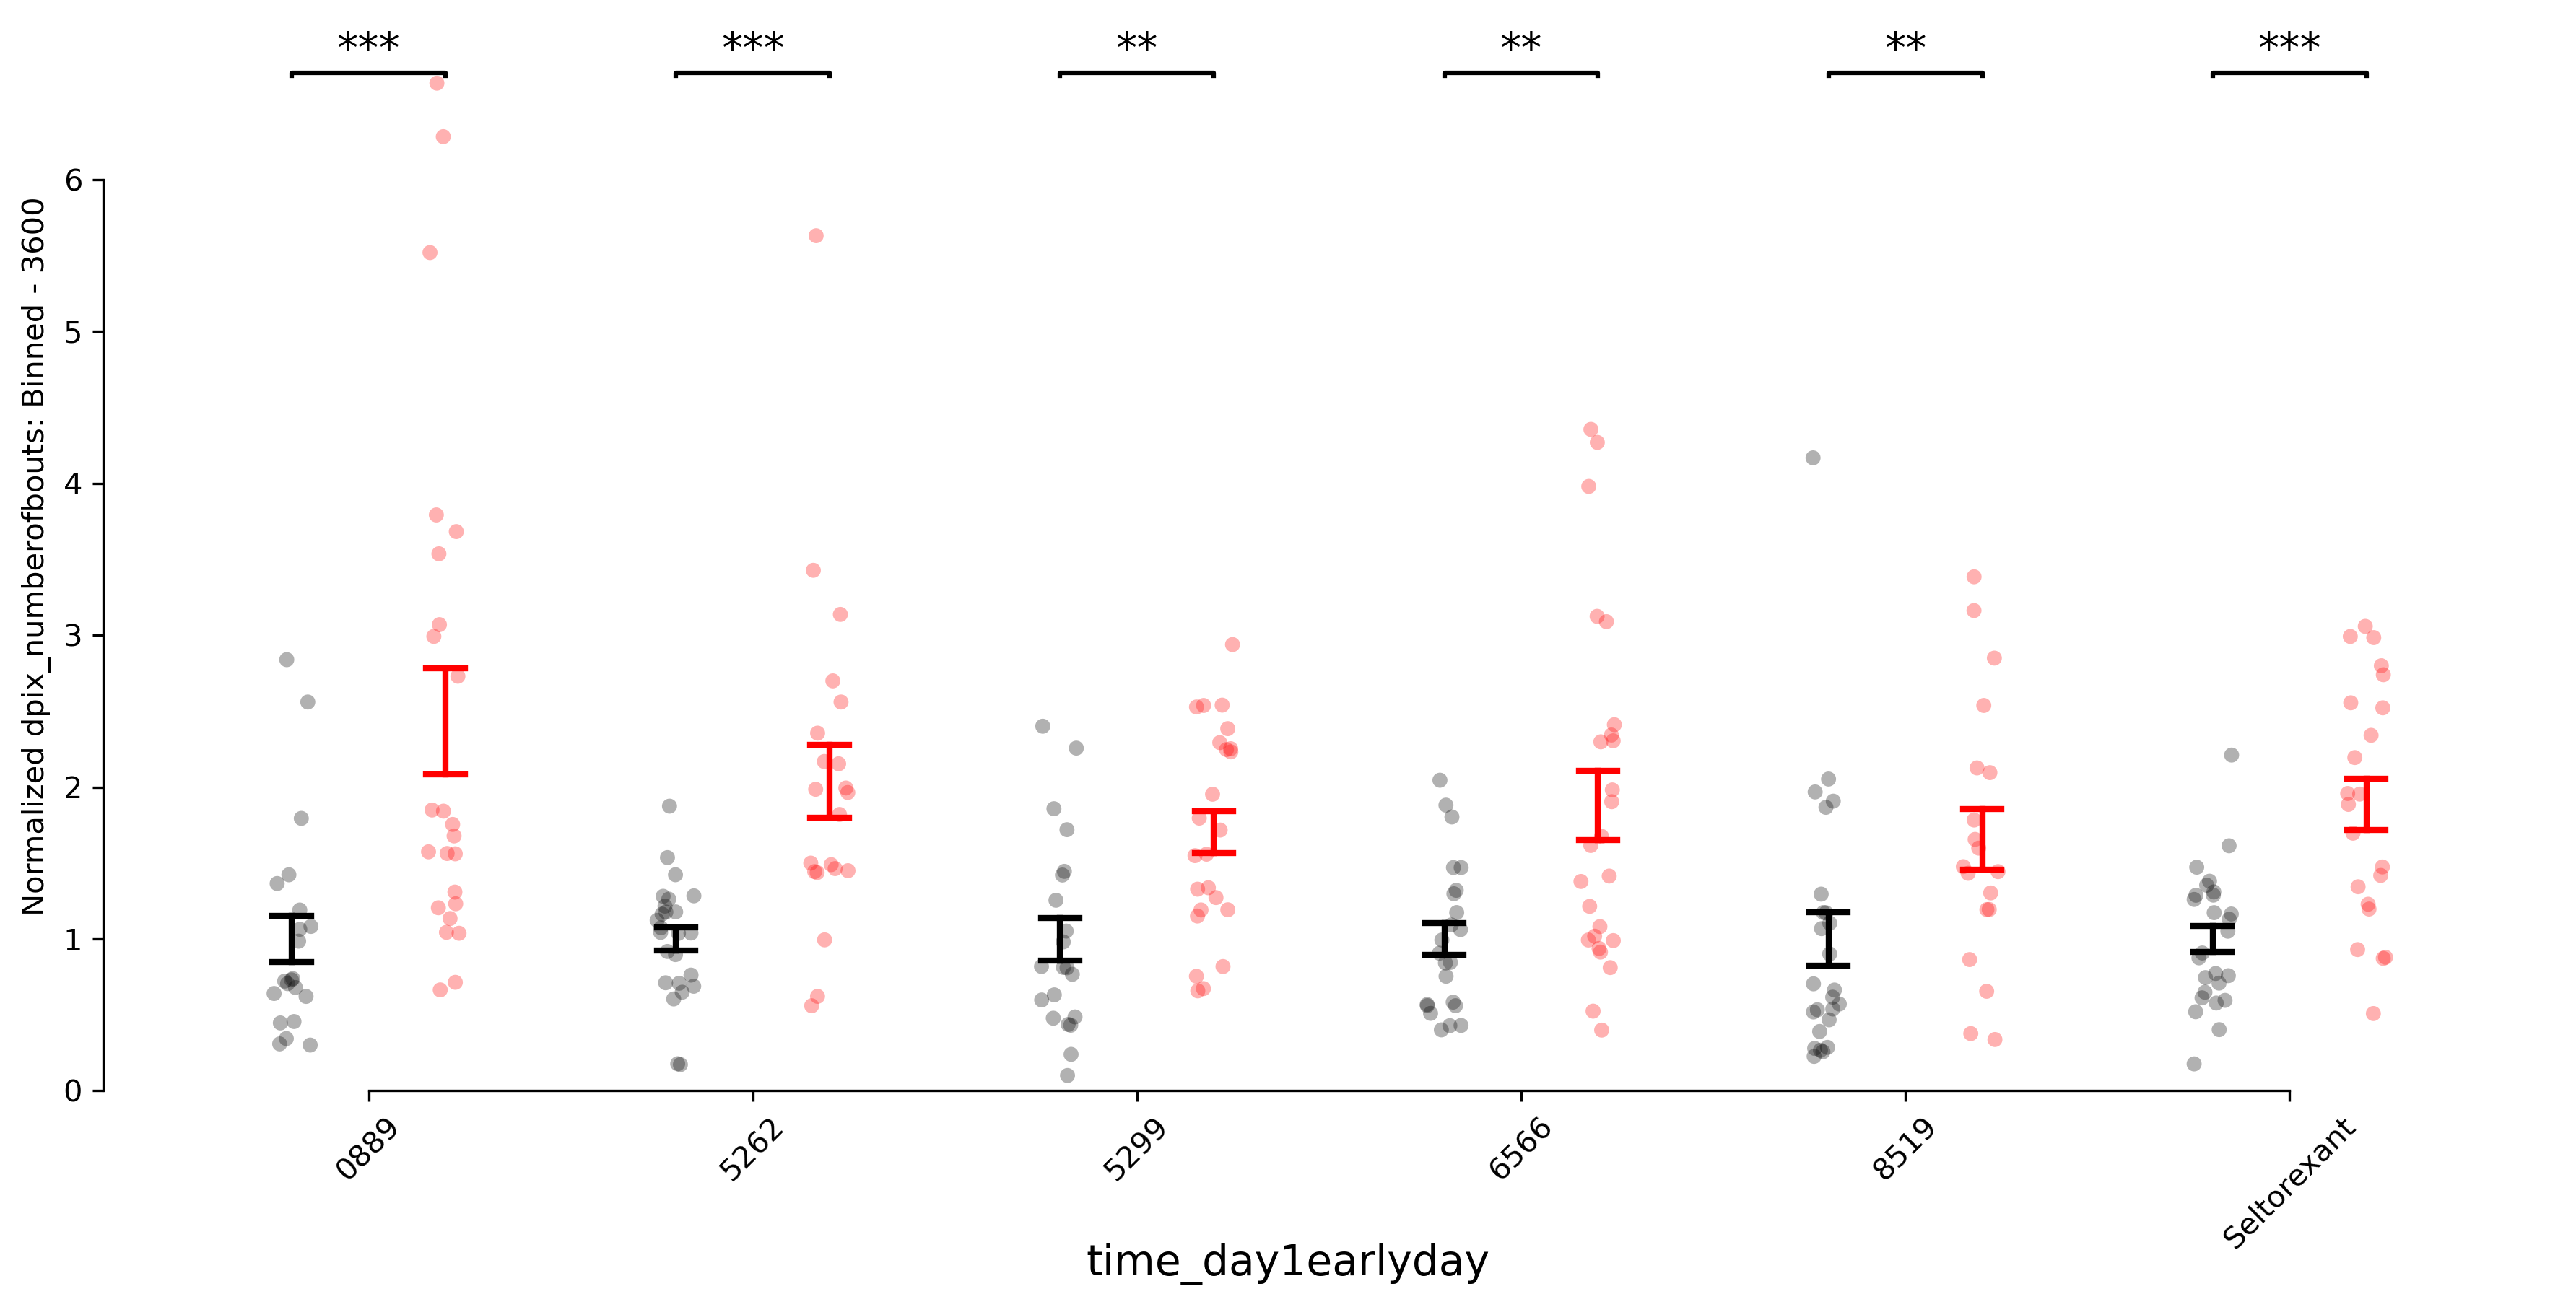 *** *** ** ** ** ***
6
5
4
3
2
1
0
Normalized dpix_numberofbouts: Binned - 3600
0889 5262 5299 6566 8519 Seltorexant
time_day1earlyday